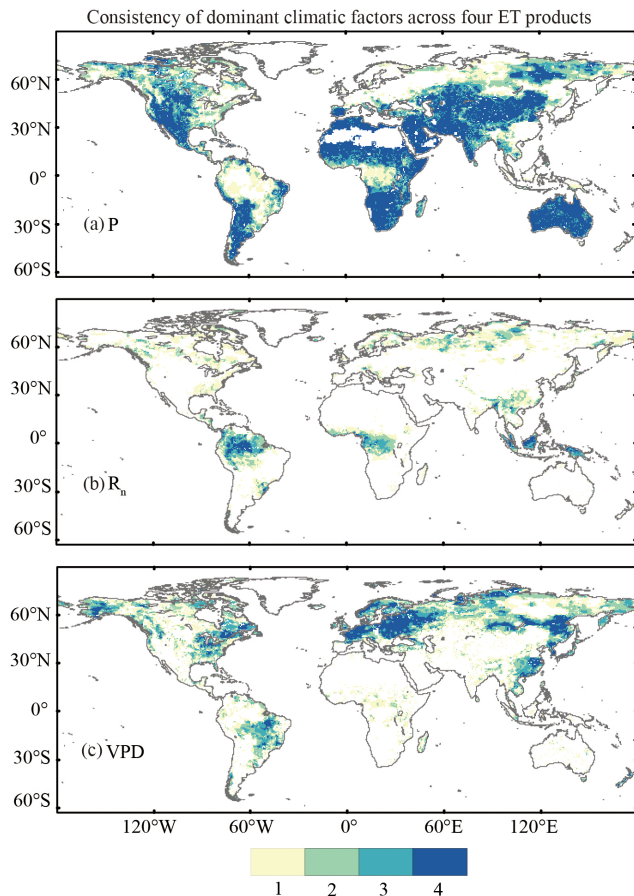 Consistency of dominant climatic factors across four ET products
60°N
30°N
0°
30°S
(a) P
60°S
60°N
30°N
0°
30°S
(b) Rₙ
60°S
60°N
30°N
0°
30°S
(c) VPD
60°S
120°W 60°W 0° 60°E 120°E
1 2 3 4